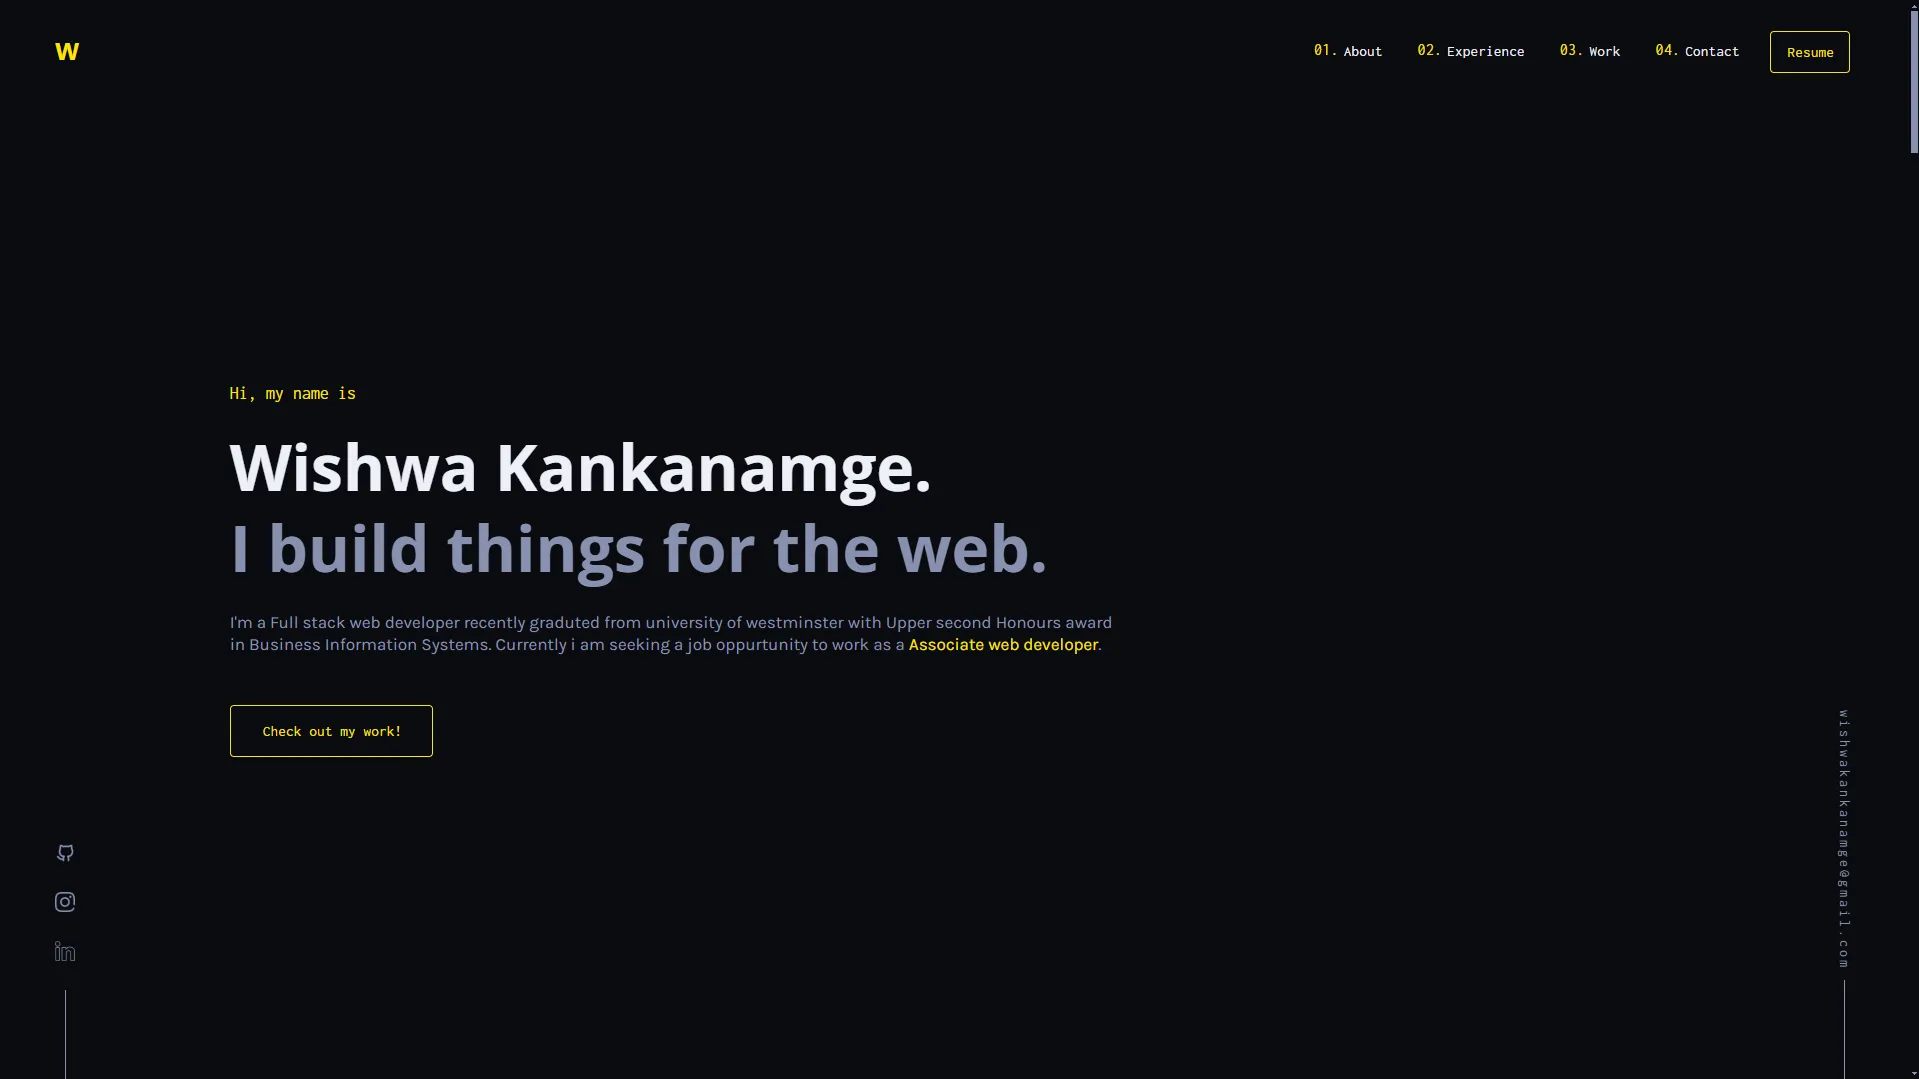 W
01. About
02. Experience
03. Work
04. Contact
Resume
Hi, my name is
Wishwa Kankanamge.
I build things for the web.
I'm a Full stack web developer recently graduted from university of westminster with Upper second Honours award
in Business Information Systems. Currently i am seeking a job oppurtunity to work as a Associate web developer.
Check out my work!
wishwakankanamge@gmail.com